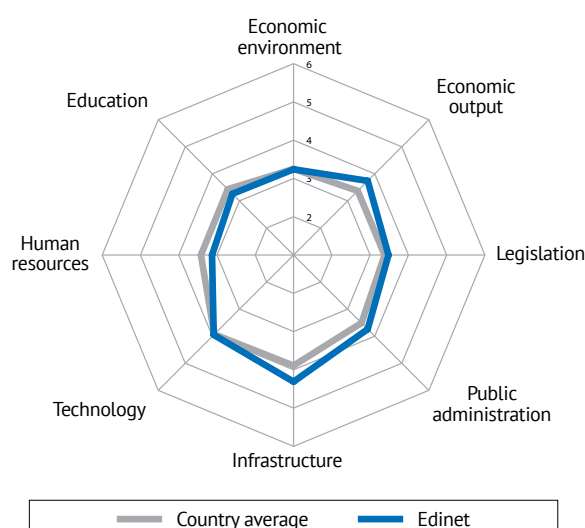 Economic
environment
6
5
4
3
2
Economic
output
Education
Human
resources
Legislation
Technology
Public
administration
Infrastructure
Country average
Edinet